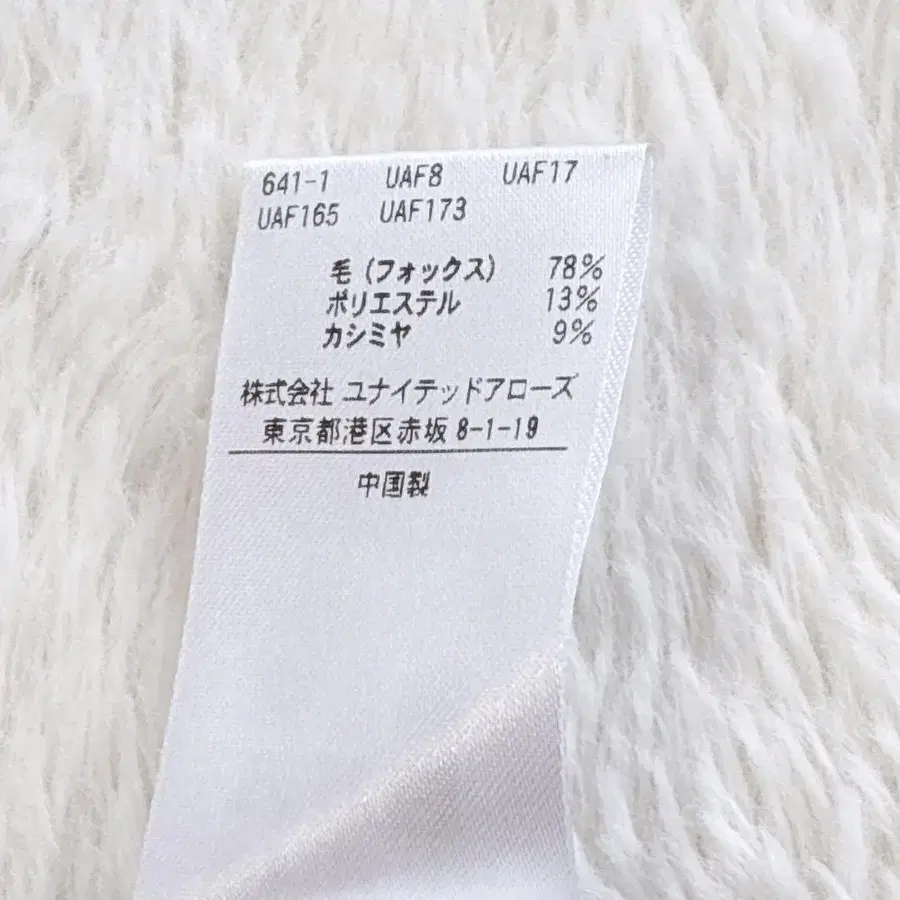 641-1 UAF8 UAF17
UAF165 UAF173
毛(フォックス) 78%
ポリエステル 13%
カシミヤ 9%
株式会社 ユナイテッドアローズ
東京都港区赤坂8-1-19
中国製